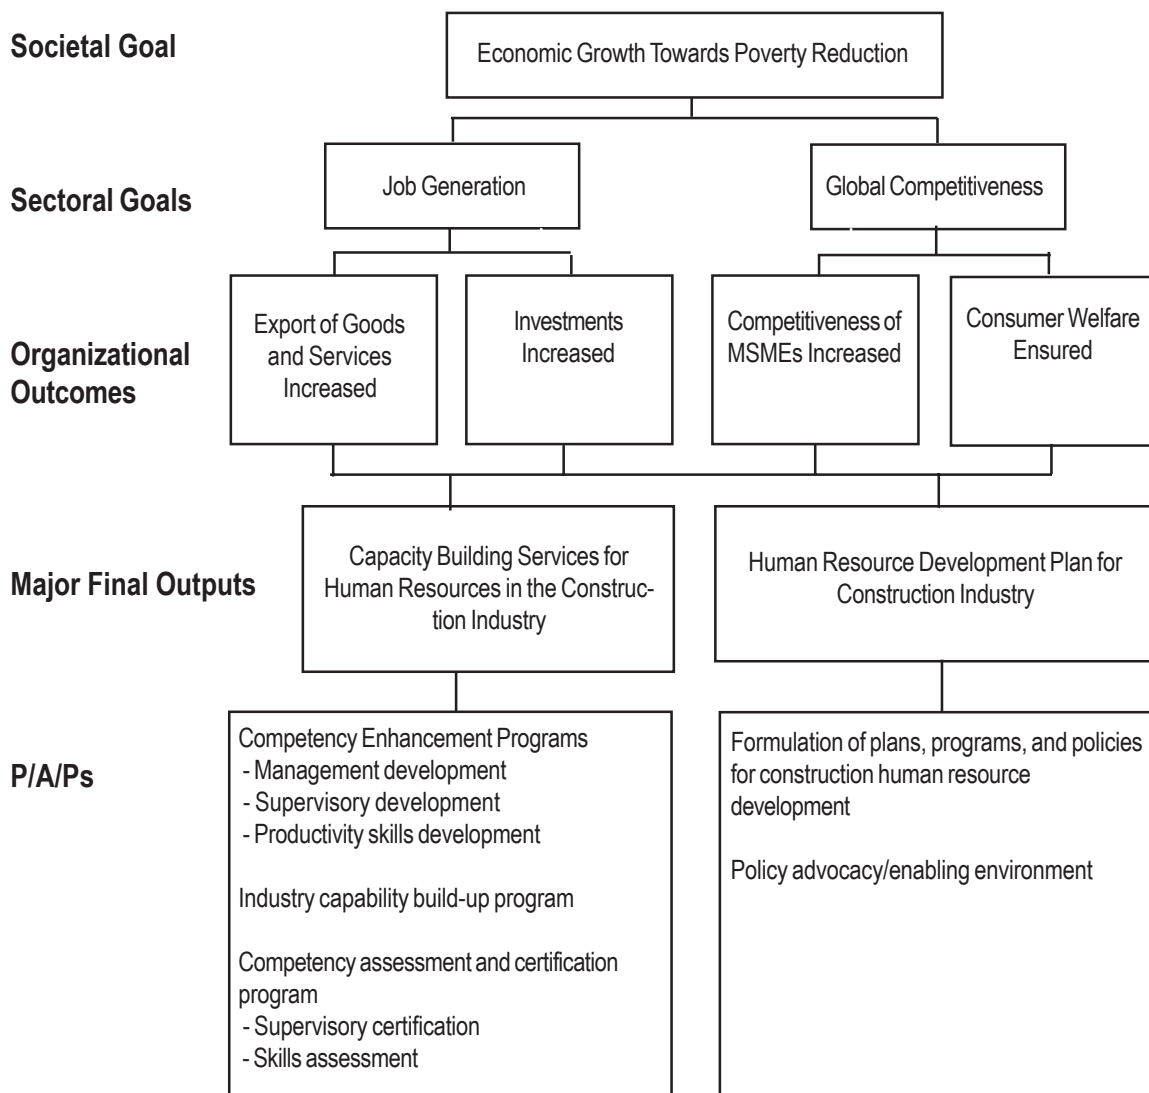 Societal Goal
Economic Growth Towards Poverty Reduction
Sectoral Goals
Job Generation
Global Competitiveness
Organizational
Outcomes
Export of Goods
and Services
Increased
Investments
Increased
Competitiveness of
MSMEs Increased
Consumer Welfare
Ensured
Major Final Outputs
Capacity Building Services for
Human Resources in the Construc-
tion Industry
Human Resource Development Plan for
Construction Industry
P/A/Ps
Competency Enhancement Programs
- Management development
- Supervisory development
- Productivity skills development
Industry capability build-up program
Competency assessment and certification
program
- Supervisory certification
- Skills assessment
Formulation of plans, programs, and policies
for construction human resource
development
Policy advocacy/enabling environment